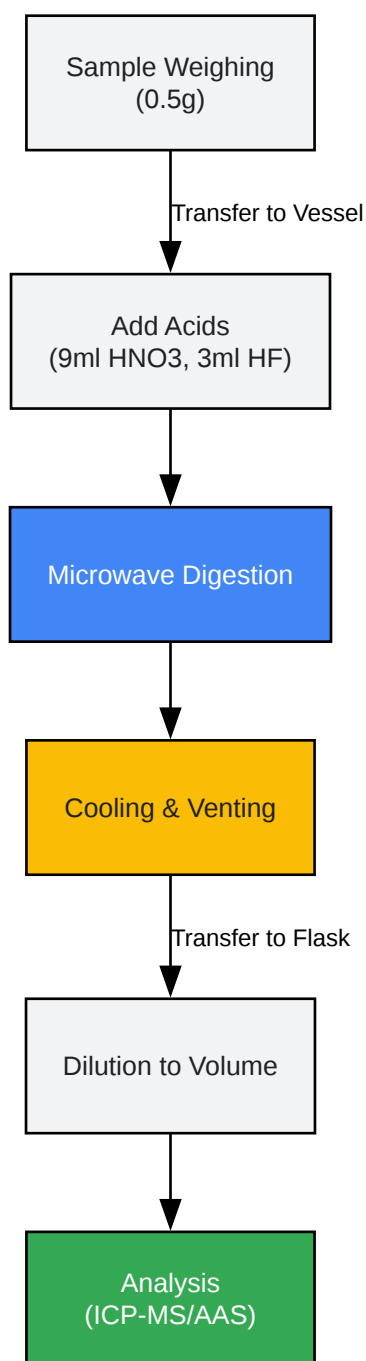 Sample Weighing
(0.5g)
Transfer to Vessel
Add Acids
(9ml HNO3, 3ml HF)
Microwave Digestion
Cooling & Venting
Transfer to Flask
Dilution to Volume
Analysis
(ICP-MS/AAS)